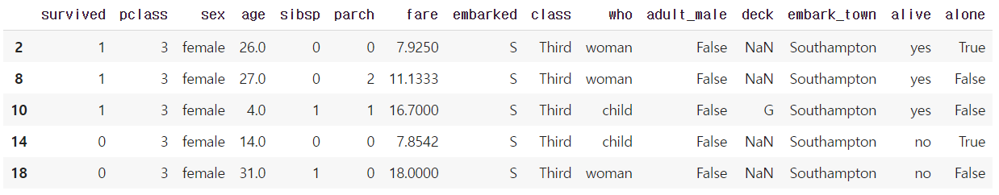 survived pclass sex age sibsp parch fare embarked class who adult_male deck embark_town alive alone
2 1 3 female 26.0 0 0 7.9250 S Third woman False NaN Southampton yes True
8 1 3 female 27.0 0 2 11.1333 S Third woman False NaN Southampton yes False
10 1 3 female 4.0 1 1 16.7000 S Third child False G Southampton yes False
14 0 3 female 14.0 0 0 7.8542 S Third child False NaN Southampton no True
18 0 3 female 31.0 1 0 18.0000 S Third woman False NaN Southampton no False